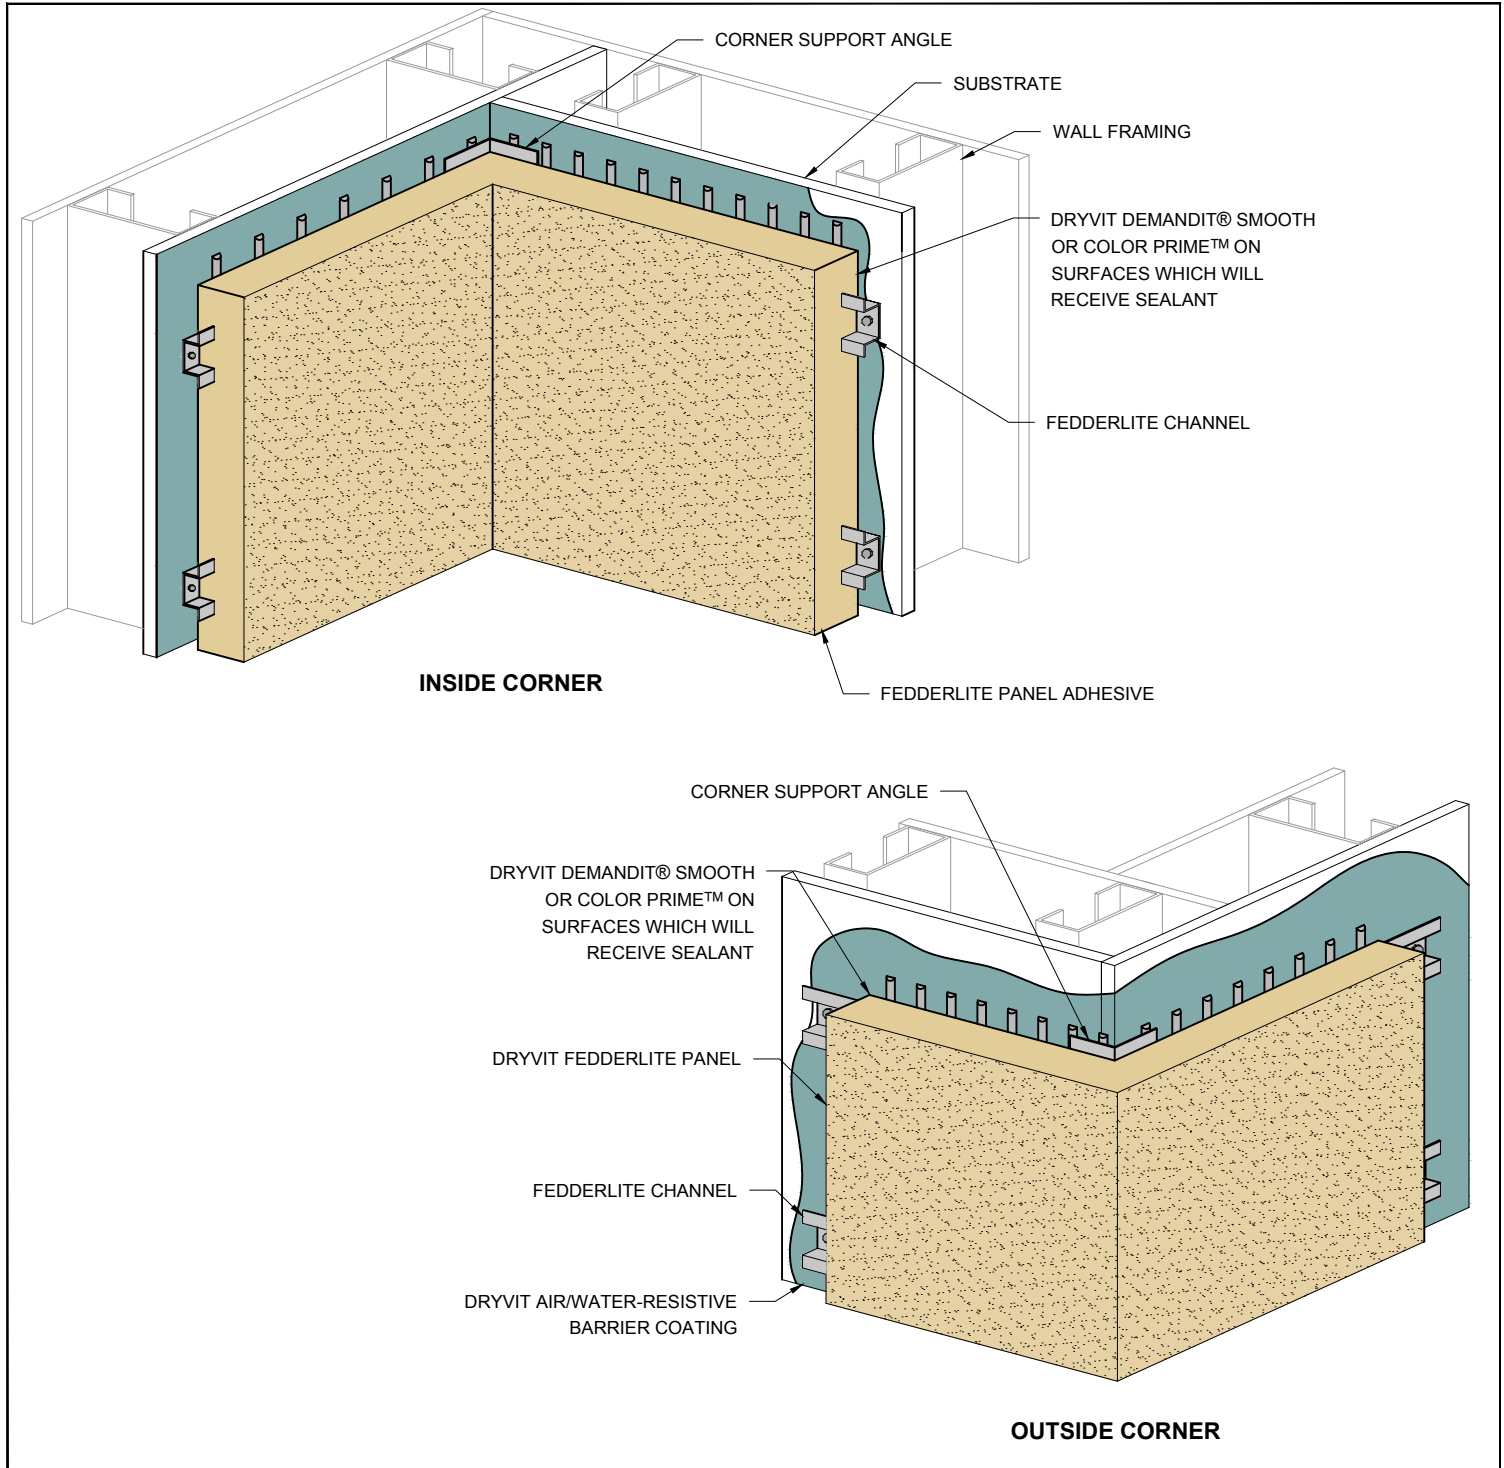 CORNER SUPPORT ANGLE
SUBSTRATE
WALL FRAMING
DRYVIT DEMANDIT® SMOOTH
OR COLOR PRIME™ ON
SURFACES WHICH WILL
RECEIVE SEALANT
FEDDERLITE CHANNEL
INSIDE CORNER
FEDDERLITE PANEL ADHESIVE
CORNER SUPPORT ANGLE
DRYVIT DEMANDIT® SMOOTH
OR COLOR PRIME™ ON
SURFACES WHICH WILL
RECEIVE SEALANT
DRYVIT FEDDERLITE PANEL
FEDDERLITE CHANNEL
DRYVIT AIR/WATER-RESISTIVE
BARRIER COATING
OUTSIDE CORNER